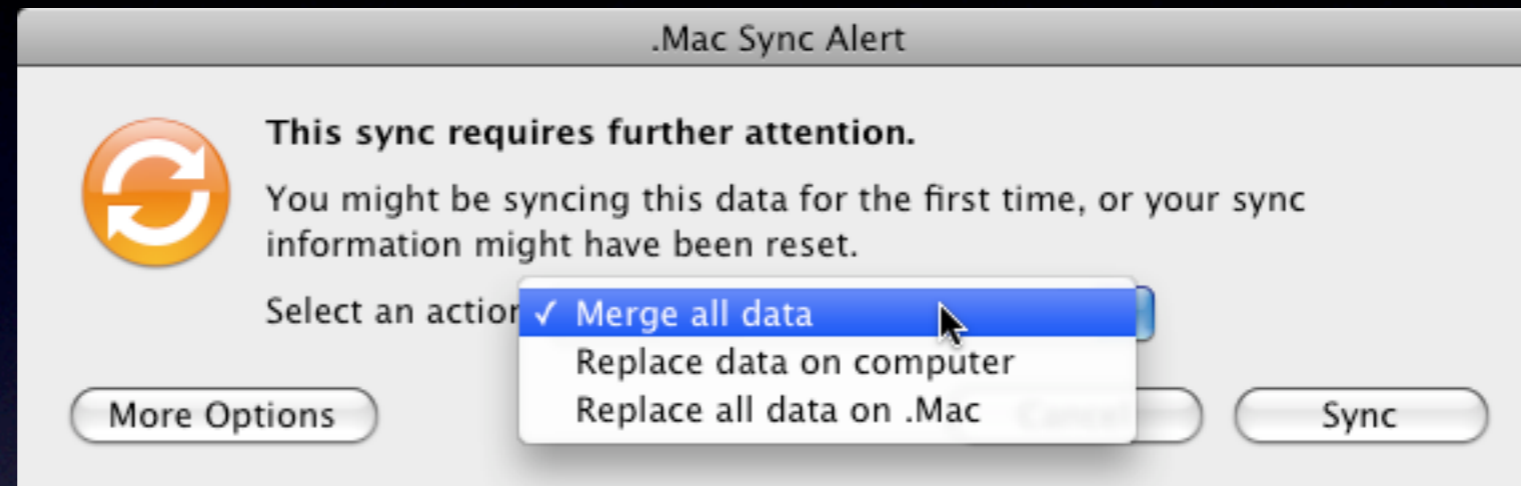 .Mac Sync Alert
This sync requires further attention.
You might be syncing this data for the first time, or your sync
information might have been reset.
Select an action ✓ Merge all data
Replace data on computer
Replace all data on .Mac
More Options Cancel Sync